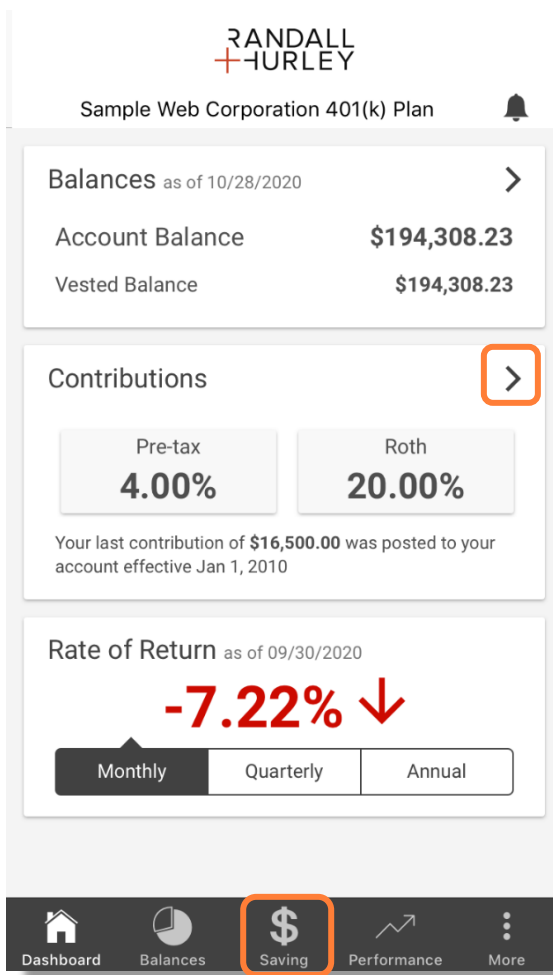 RANDALL
HURLEY
Sample Web Corporation 401(k) Plan
Balances as of 10/28/2020
Account Balance $194,308.23
Vested Balance $194,308.23
Contributions
Pre-tax Roth
4.00% 20.00%
Your last contribution of $16,500.00 was posted to your
account effective Jan 1, 2010
Rate of Return as of 09/30/2020
-7.22%
Monthly Quarterly Annual
$
Dashboard Balances Saving Performance More